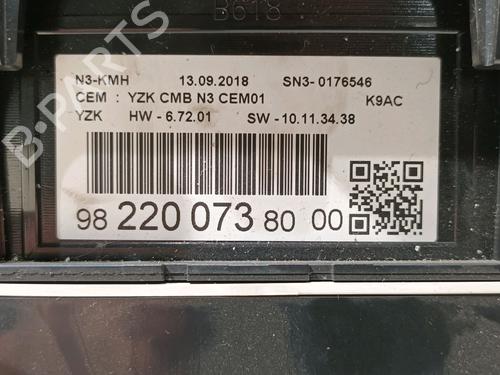 B618
N3-KMH 13.09.2018 SN3- 0176546
CEM : YZK CMB N3 CEM01 K9AC
YZK HW - 6.72.01 SW -10.11.34.38
98 220 073 80 00
B-PARTS